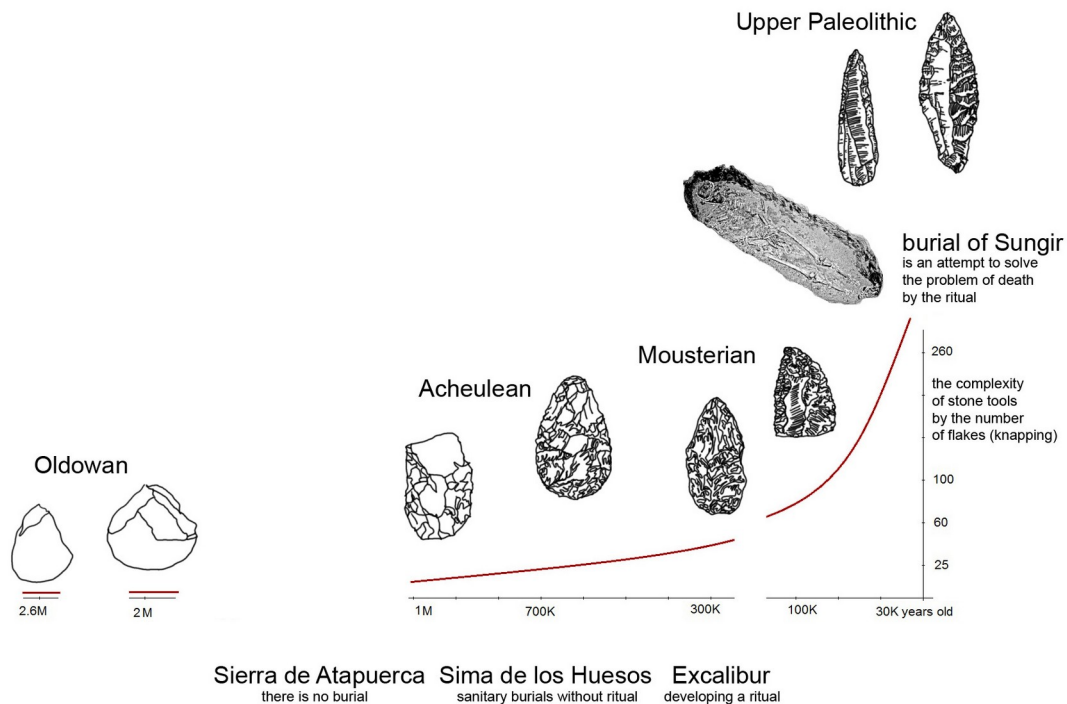 Upper Paleolithic
burial of Sungir
is an attempt to solve
the problem of death
by the ritual
Mousterian
260
Acheulean
the complexity
of stone tools
by the number
of flakes (knapping)
Oldowan
100
60
25
2.6M
2M
1M
700K
300K
100K
30K years old
Sierra de Atapuerca
there is no burial
Sima de los Huesos
sanitary burials without ritual
Excalibur
developing a ritual